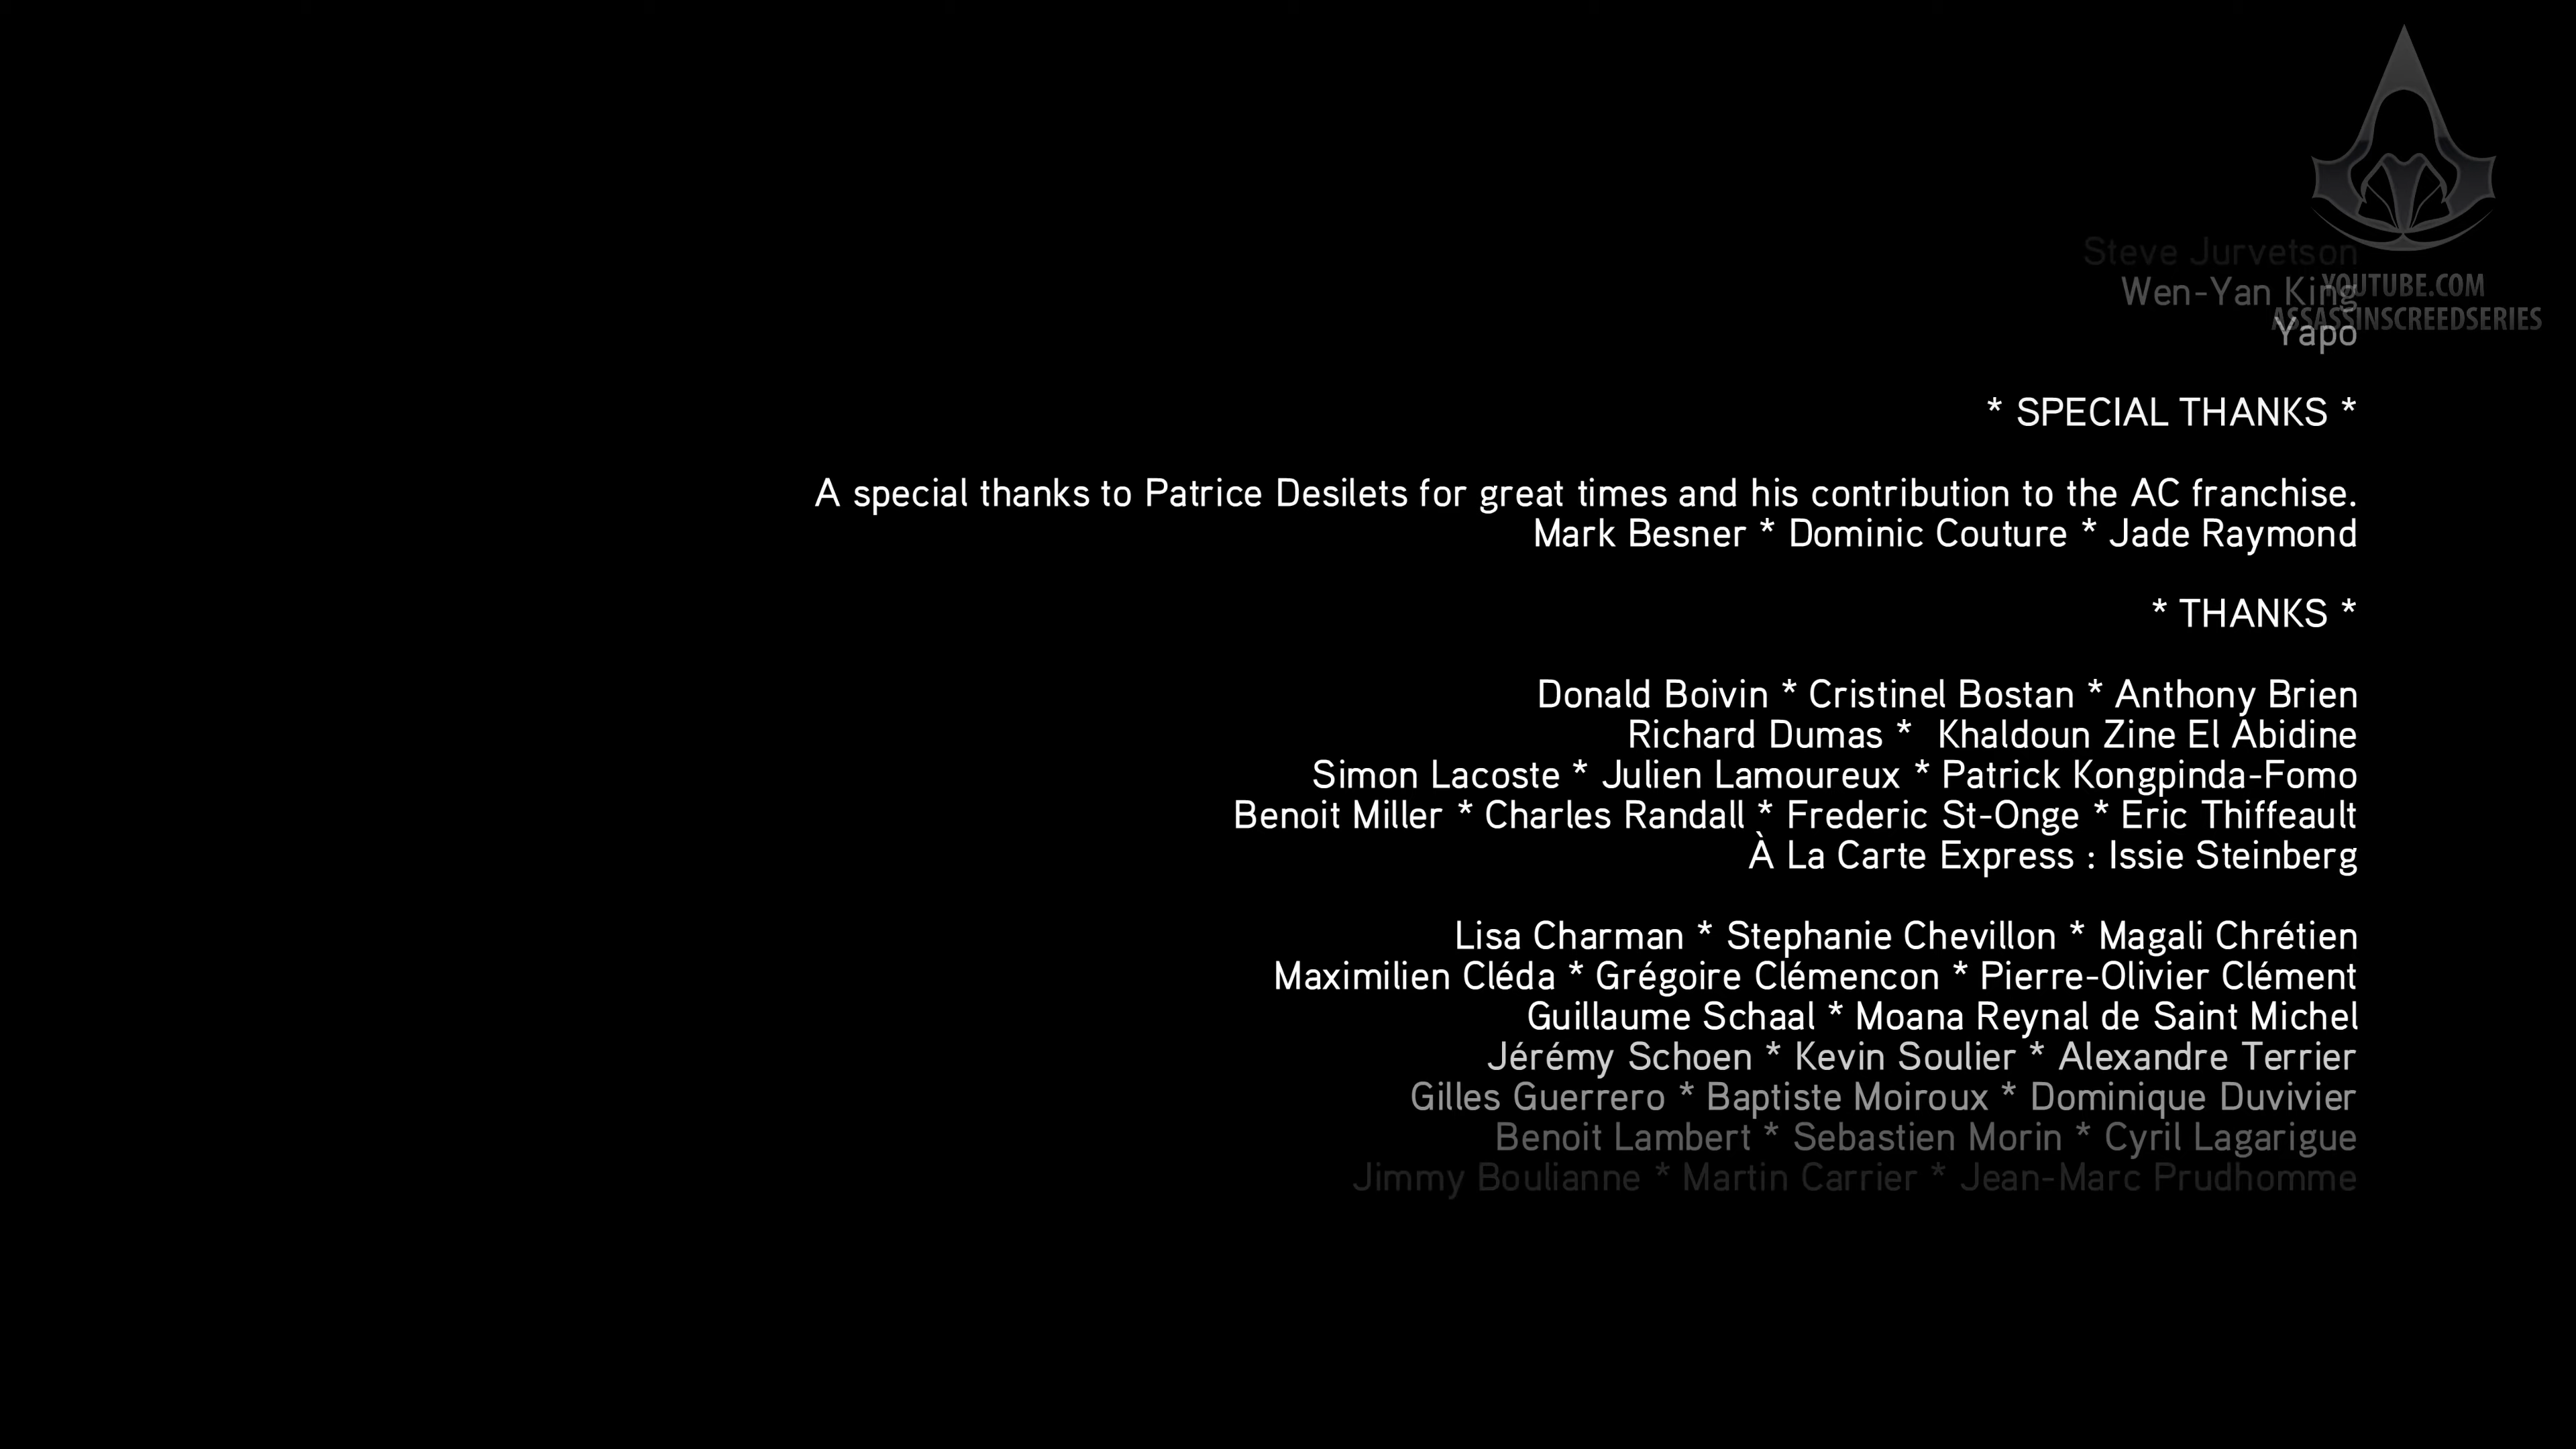 Steve Jurvetson
Wen-Yan King
YOUTUBE.COM
ASSASSINSCREEDSERIES
Yapo
* SPECIAL THANKS *
A special thanks to Patrice Desilets for great times and his contribution to the AC franchise.
Mark Besner * Dominic Couture * Jade Raymond
* THANKS *
Donald Boivin * Cristinel Bostan * Anthony Brien
Richard Dumas *  Khaldoun Zine El Abidine
Simon Lacoste * Julien Lamoureux * Patrick Kongpinda-Fomo
Benoit Miller * Charles Randall * Frederic St-Onge * Eric Thiffeault
À La Carte Express : Issie Steinberg
Lisa Charman * Stephanie Chevillon * Magali Chrétien
Maximilien Cléda * Grégoire Clémencon * Pierre-Olivier Clément
Guillaume Schaal * Moana Reynal de Saint Michel
Jérémy Schoen * Kevin Soulier * Alexandre Terrier
Gilles Guerrero * Baptiste Moiroux * Dominique Duvivier
Benoit Lambert * Sebastien Morin * Cyril Lagarigue
Jimmy Boulianne * Martin Carrier * Jean-Marc Prudhomme